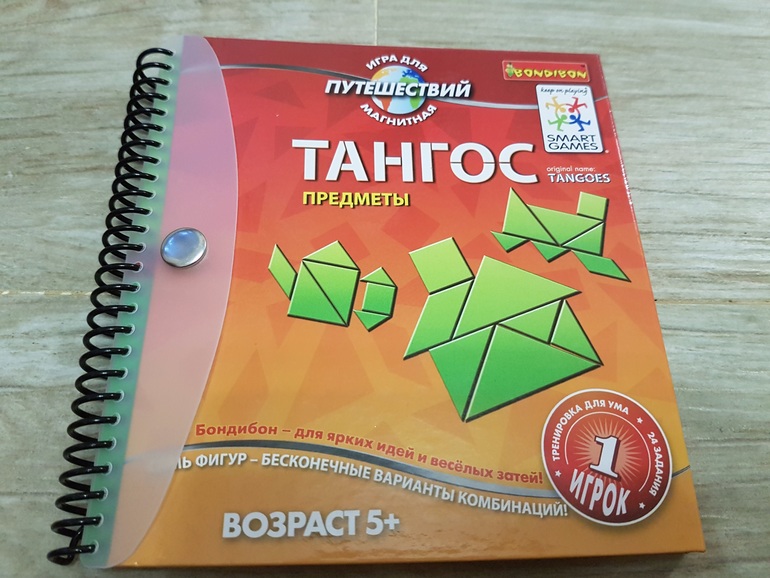 ИГРА ДЛЯ
ПУТЕШЕСТВИЙ
МАГНИТНАЯ
BONDIBON
keep on playing
SMART
GAMES
ТАНГОС
original name:
TANGOES
ПРЕДМЕТЫ
Бондибон – для ярких идей и весёлых затей!
ФИГУР – БЕСКОНЕЧНЫЕ ВАРИАНТЫ КОМБИНАЦИЙ!
ТРЕНИРОВКА ДЛЯ УМА
24 ЗАДАНИЯ
1
ИГРОК
ВОЗРАСТ 5+